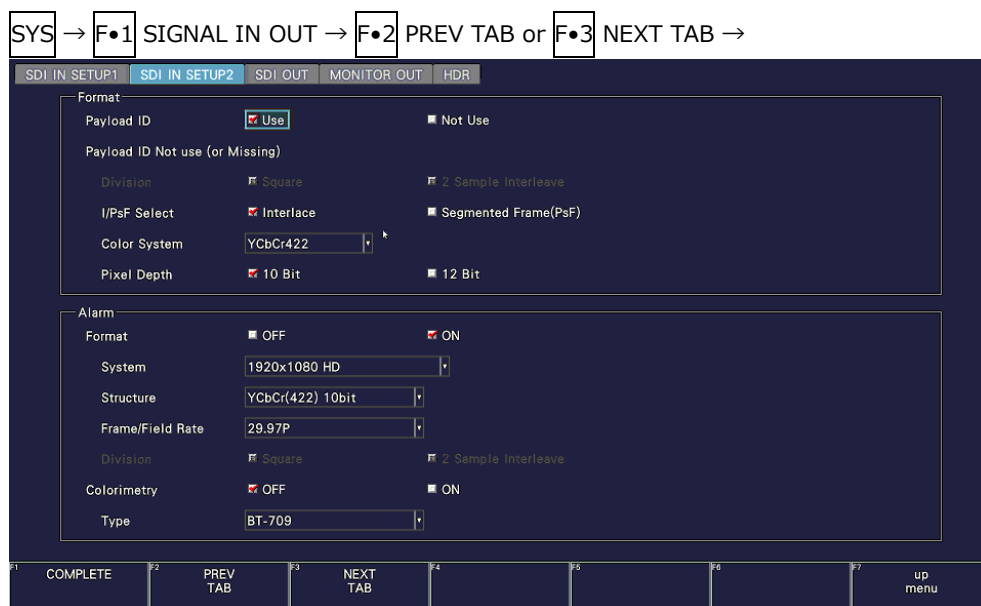 SYS → F•1 SIGNAL IN OUT → F•2 PREV TAB or F•3 NEXT TAB →
SDI IN SETUP1 SDI IN SETUP2 SDI OUT MONITOR OUT HDR
Format
Payload ID Use Not Use
Payload ID Not use (or Missing)
Division Square 2 Sample Interleave
I/PsF Select Interlace Segmented Frame(PsF)
Color System YCbCr422
Pixel Depth 10 Bit 12 Bit
Alarm
Format OFF ON
System 1920x1080 HD
Structure YCbCr(422) 10bit
Frame/Field Rate 29.97P
Division Square 2 Sample Interleave
Colorimetry OFF ON
Type BT-709
F1 COMPLETE F2 PREV TAB F3 NEXT TAB F4 F5 F6 F7 up menu